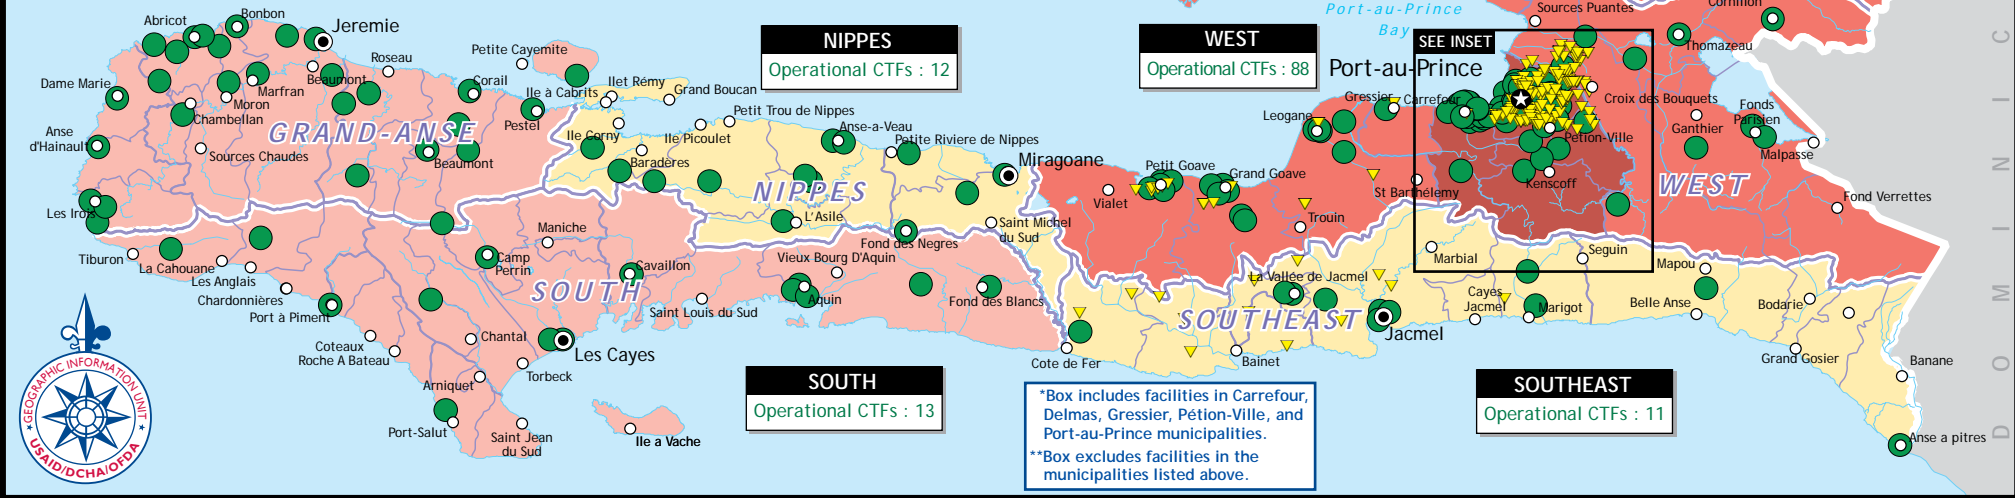 Abricot
Bonbon
Jeremie
Roseau
Petite Cayemite
Corail
Ile à Cabrits
Ilet Rémy
Grand Boucan
Pestel
Dame Marie
Beaumont
Marfran
Moron
Chambellan
GRAND-ANSE
Anse
d'Hainault
Sources Chaudes
Beaumont
Les Irois
NIPPES
Operational CTFs : 12
Petit Trou de Nippes
Ile Corny
Ile Picoulet
Anse-a-Veau
Petite Riviere de Nippes
Baradères
Miragoane
NIPPES
L'Asile
Saint Michel
du Sud
Fond des Negres
Tiburon
La Cahouane
Les Anglais
Chardonnières
Port à Piment
Camp
Perrin
Maniche
Cavaillon
SOUTH
Vieux Bourg D'Aquin
Aquin
Fond des Blancs
Saint Louis du Sud
Coteaux
Roche A Bateau
Chantal
Les Cayes
Torbeck
Arniquet
Port-Salut
Saint Jean
du Sud
Ile a Vache
SOUTH
Operational CTFs : 13
GEOGRAPHIC INFORMATION UNIT
USAID/DCHA/OFDA
WEST
Operational CTFs : 88
Port-au-Prince
Bay
SEE INSET
Port-au-Prince
Sources Puantes
Cornillon
Thomazeau
Gressier
Carrefour
Croix des Bouquets
Leogane
Fonds
Parisien
Ganthier
Malpasse
Pétion-Ville
Petit Goave
Grand Goave
Vialet
Trouin
St Barthélemy
Kenscoff
WEST
Fond Verrettes
Marbial
Seguin
Mapou
La Vallée de Jacmel
SOUTHEAST
Cayes
Jacmel
Marigot
Belle Anse
Bodarie
Jacmel
Cote de Fer
Bainet
Grand Gosier
Banane
Anse a pitres
SOUTHEAST
Operational CTFs : 11
*Box includes facilities in Carrefour,
Delmas, Gressier, Pétion-Ville, and
Port-au-Prince municipalities.
**Box excludes facilities in the
municipalities listed above.
D O M I N I C